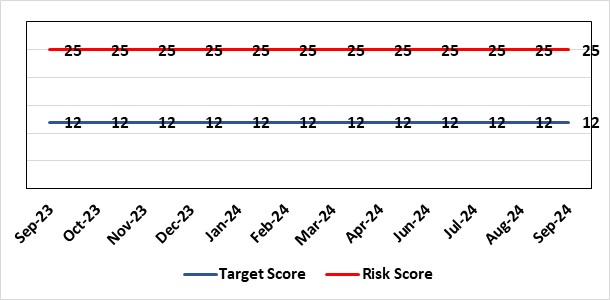 25 25 25 25 25 25 25 25 25 25 25 25
12 12 12 12 12 12 12 12 12 12 12 12
Sep-23 Oct-23 Nov-23 Dec-23 Jan-24 Feb-24 Mar-24 Apr-24 Jun-24 Jul-24 Aug-24 Sep-24
Target Score Risk Score